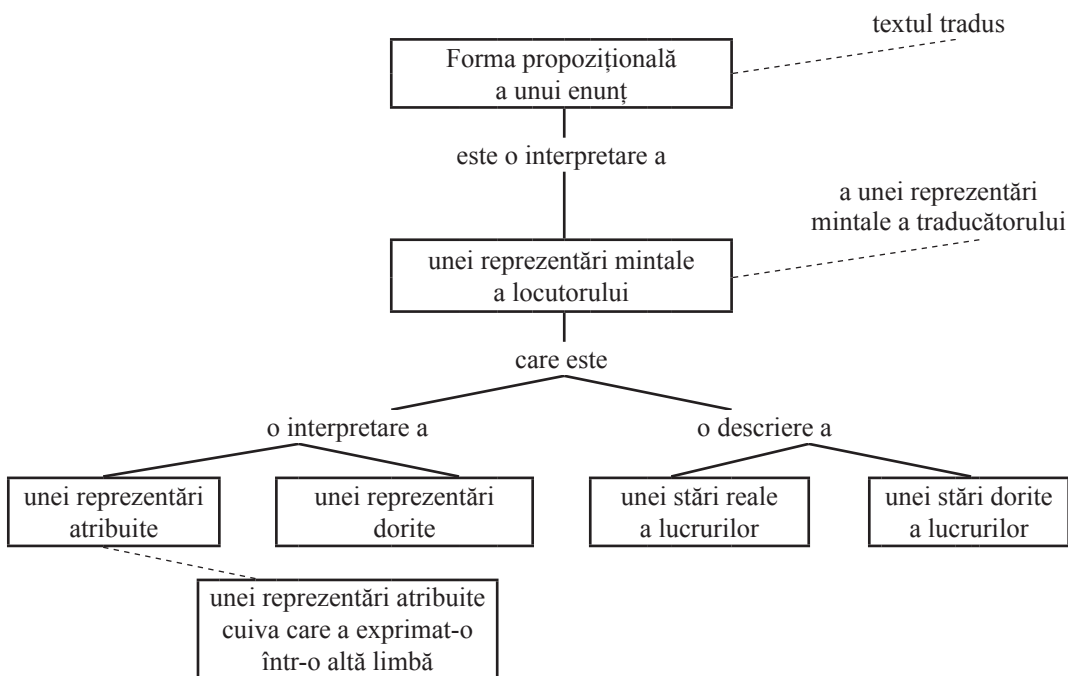 textul tradus
Forma propozițională
a unui enunț
este o interpretare a
a unei reprezentări
mintale a traducătorului
unei reprezentări mintale
a locutorului
care este
o interpretare a
o descriere a
unei reprezentări
atribuite
unei reprezentări
dorite
unei stări reale
a lucrurilor
unei stări dorite
a lucrurilor
unei reprezentări atribuite
cuiva care a exprimat-o
într-o altă limbă